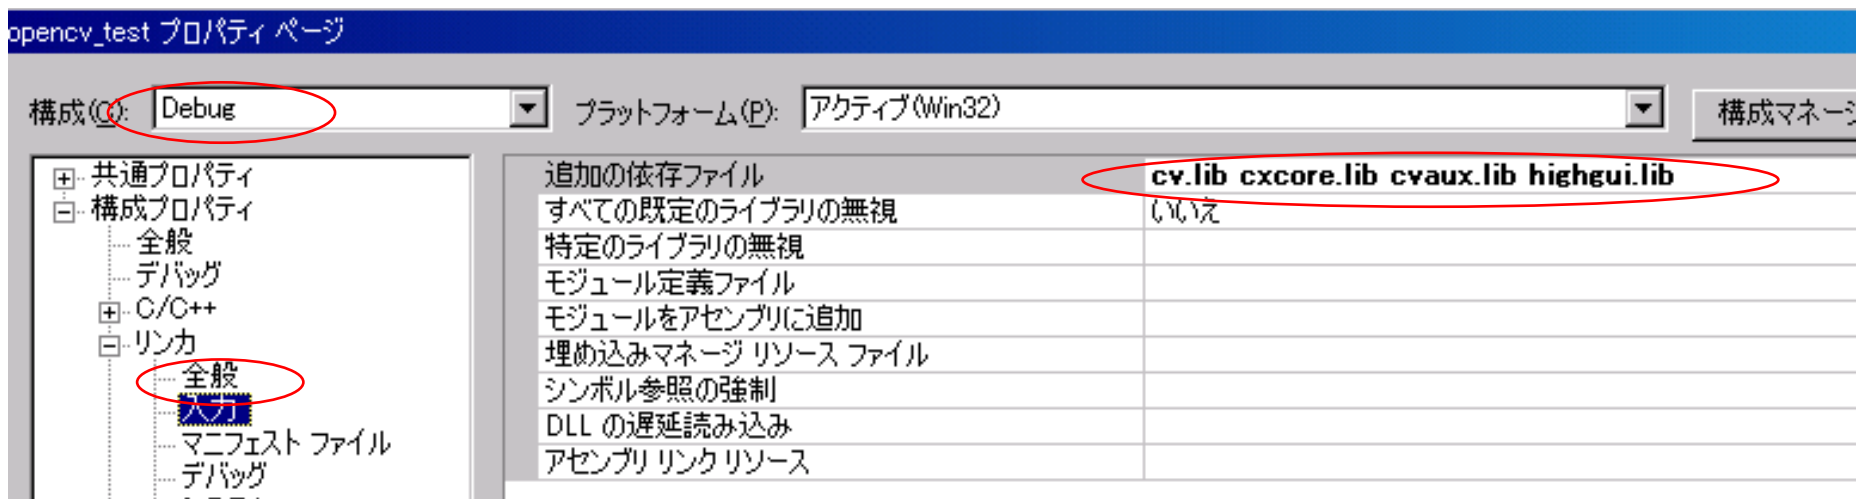 opencv_test プロパティ ページ
構成(C): Debug プラットフォーム(P): アクティブ(Win32) 構成マネージ
共通プロパティ
構成プロパティ
全般
デバッグ
C/C++
リンカ
全般
入力
マニフェスト ファイル
デバッグ
追加の依存ファイル cv.lib cxcore.lib cvaux.lib highgui.lib
すべての既定のライブラリの無視 いいえ
特定のライブラリの無視
モジュール定義ファイル
モジュールをアセンブリに追加
埋め込みマネージ リソース ファイル
シンボル参照の強制
DLL の遅延読み込み
アセンブリ リンク リソース